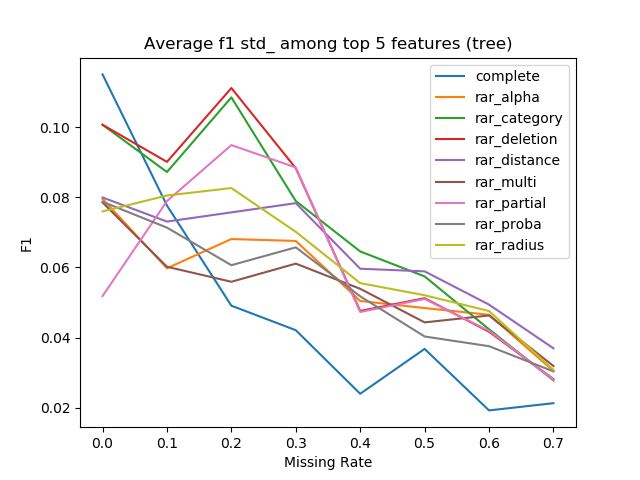 Average f1 std_ among top 5 features (tree)
complete
rar_alpha
rar_category
rar_deletion
rar_distance
rar_multi
rar_partial
rar_proba
rar_radius
F1
0.10
0.08
0.06
0.04
0.02
0.0 0.1 0.2 0.3 0.4 0.5 0.6 0.7
Missing Rate